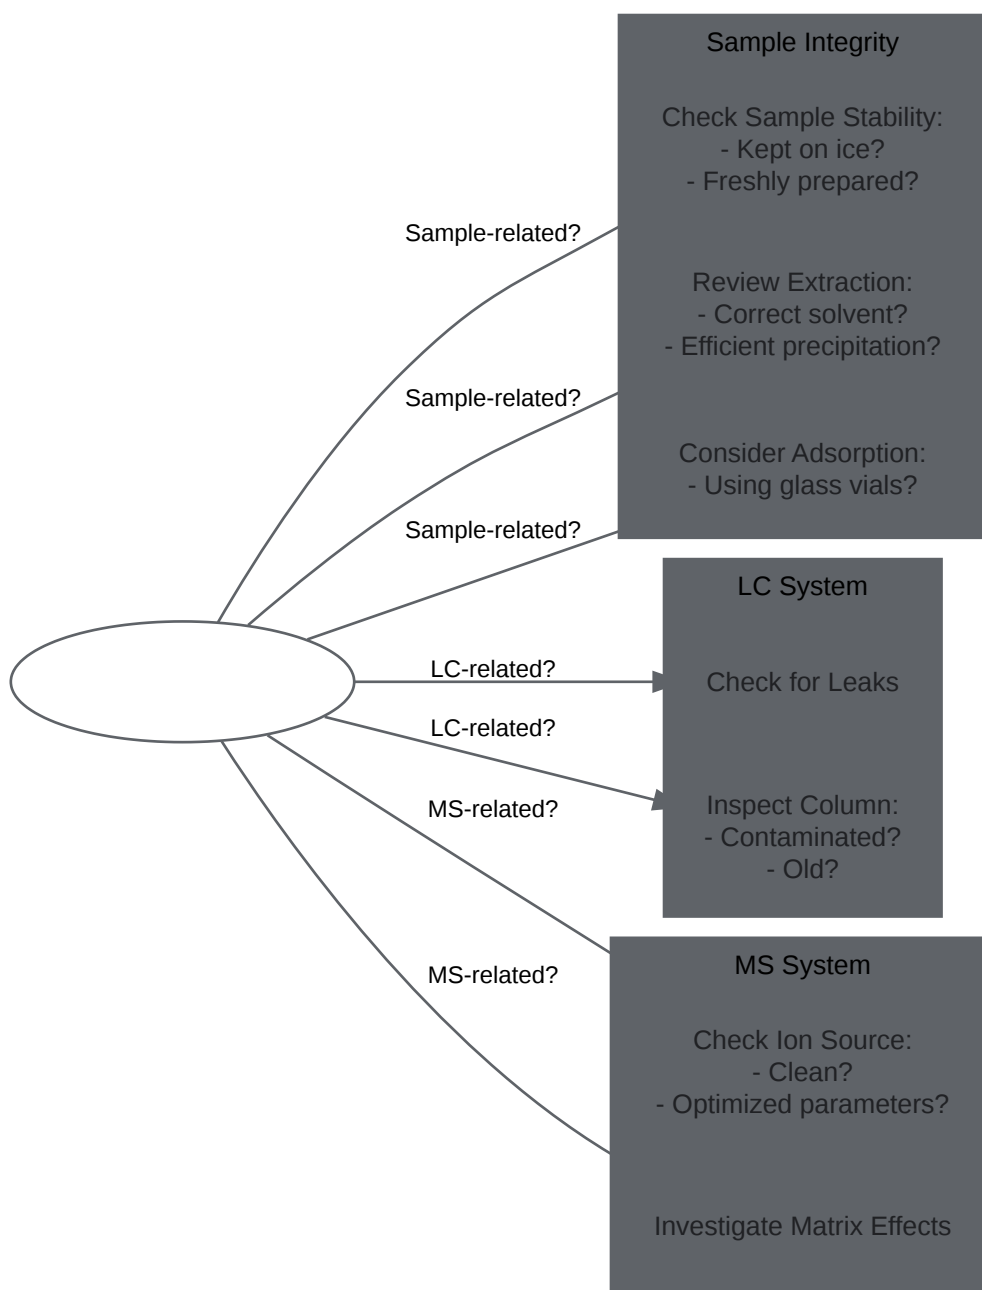 Sample Integrity
Check Sample Stability:
- Kept on ice?
- Freshly prepared?
Sample-related?
Review Extraction:
- Correct solvent?
- Efficient precipitation?
Sample-related?
Consider Adsorption:
- Using glass vials?
Sample-related?
LC System
LC-related?
Check for Leaks
LC-related?
Inspect Column:
- Contaminated?
- Old?
MS-related?
MS System
MS-related?
Check Ion Source:
- Clean?
- Optimized parameters?
Investigate Matrix Effects